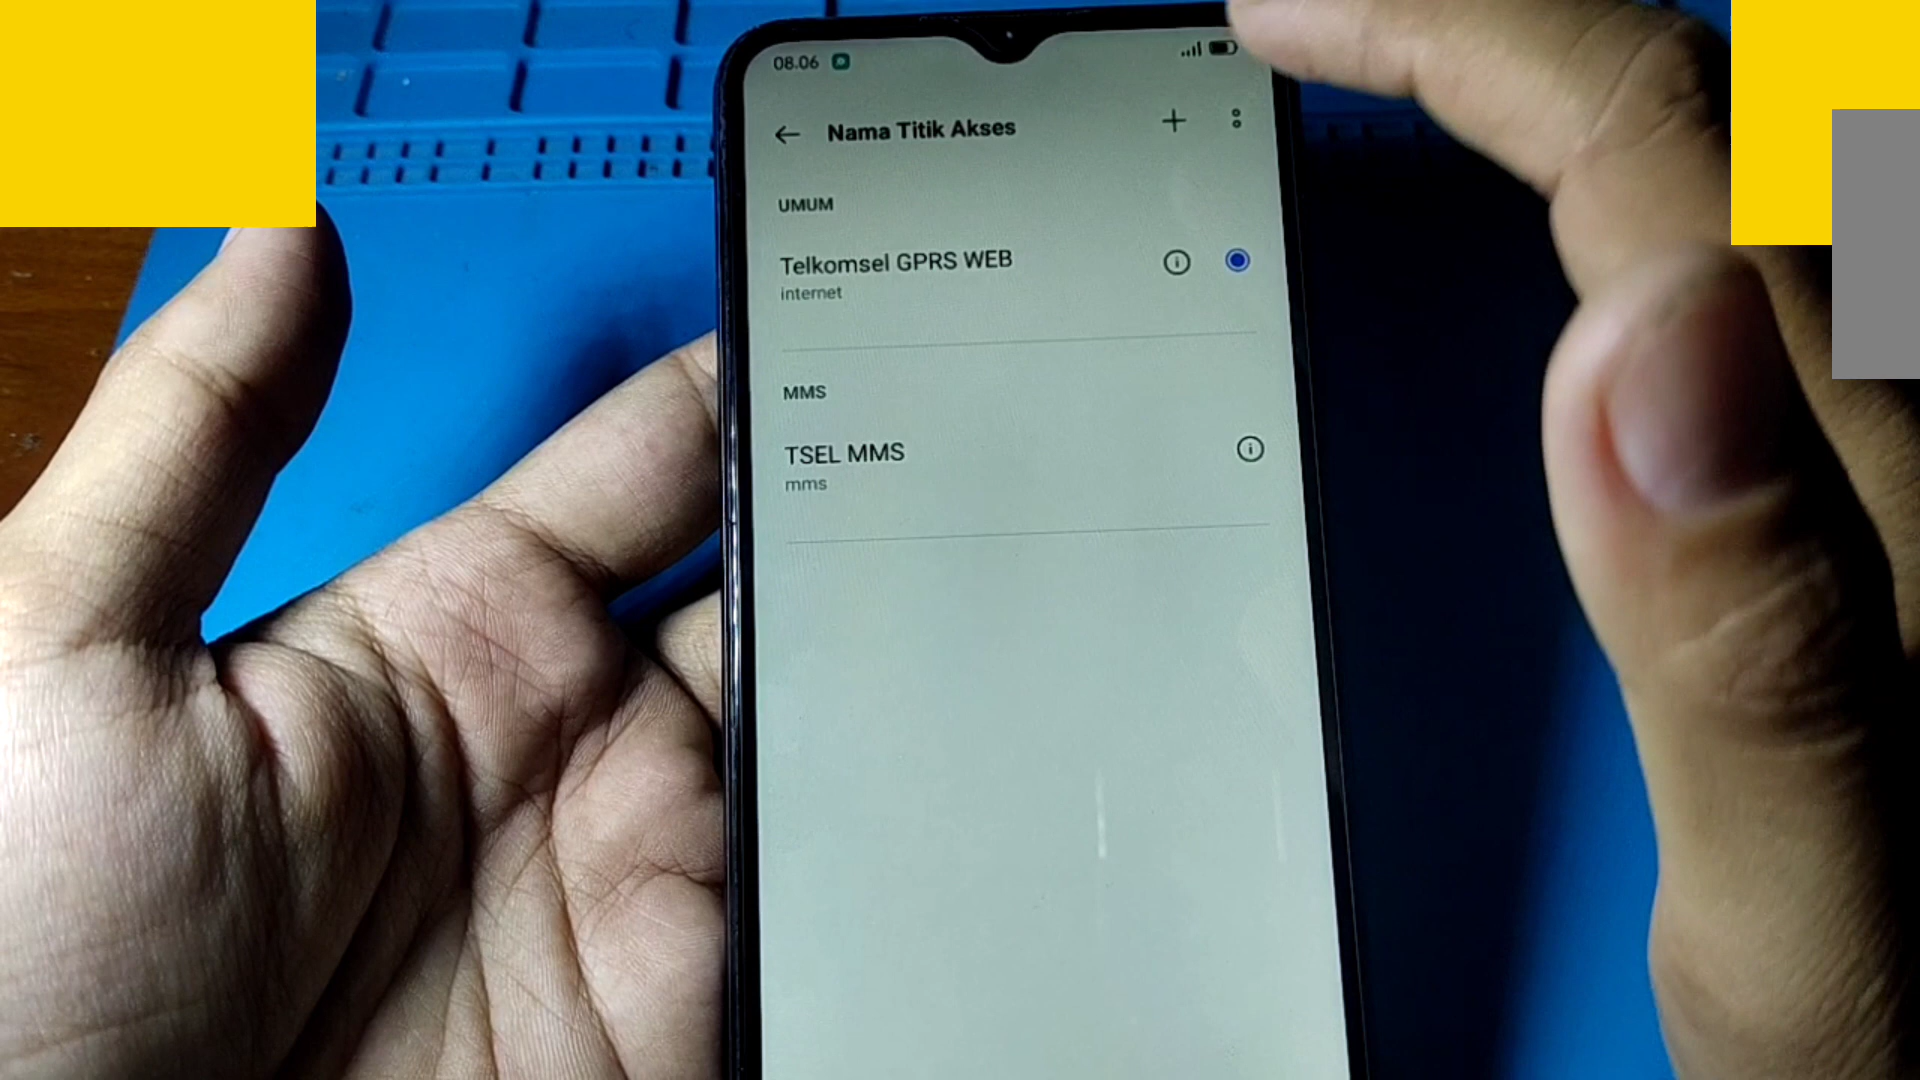 08.06
Nama Titik Akses
UMUM
Telkomsel GPRS WEB
internet
MMS
TSEL MMS
mms